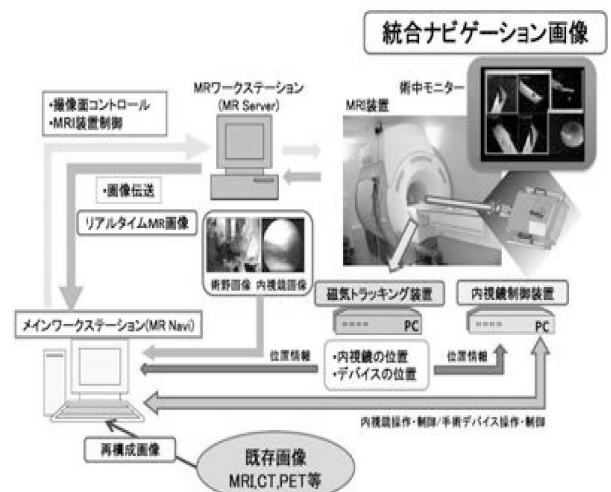 統合ナビゲーション画像
MRワークステーション
(MR Server)
術中モニター
MRI装置
•撮像面コントロール
•MRI装置制御
•画像伝送
リアルタイムMR画像
術野画像 内視鏡画像
磁気トラッキング装置
内視鏡制御装置
PC
PC
メインワークステーション(MR Navi)
位置情報
•内視鏡の位置
•デバイスの位置
位置情報
内視鏡操作・制御/手術デバイス操作・制御
再構成画像
既存画像
MRI,CT,PET等